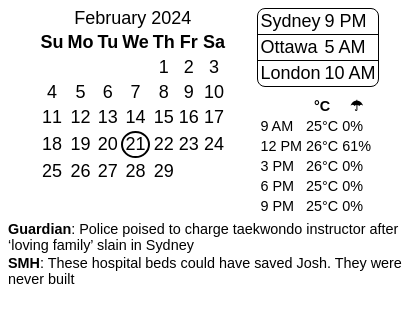 February 2024
Su Mo Tu We Th Fr Sa
1 2 3
4 5 6 7 8 9 10
11 12 13 14 15 16 17
18 19 20 21 22 23 24
25 26 27 28 29
Sydney 9 PM
Ottawa 5 AM
London 10 AM
°C ☂
9 AM 25°C 0%
12 PM 26°C 61%
3 PM 26°C 0%
6 PM 25°C 0%
9 PM 25°C 0%
Guardian: Police poised to charge taekwondo instructor after
‘loving family’ slain in Sydney
SMH: These hospital beds could have saved Josh. They were
never built